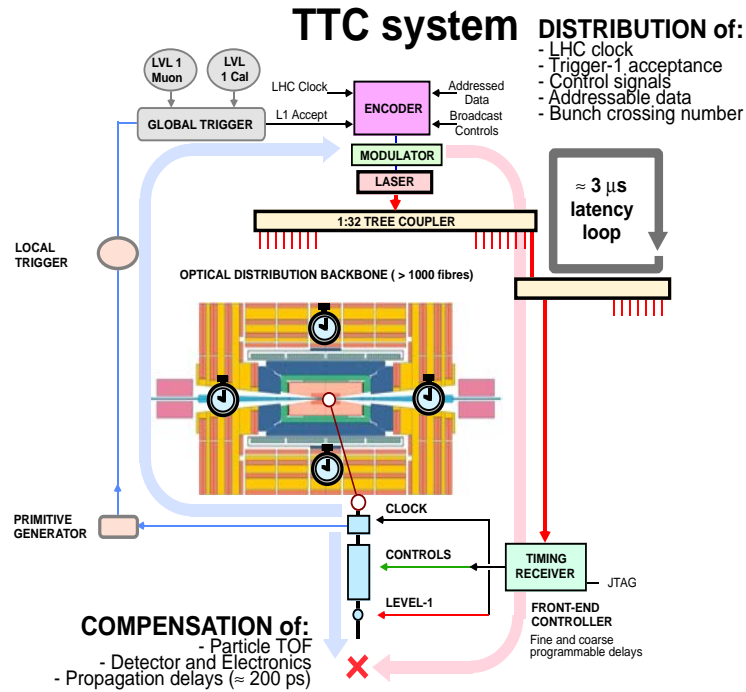 TTC system
DISTRIBUTION of:
- LHC clock
- Trigger-1 acceptance
- Control signals
- Addressable data
- Bunch crossing number
LVL 1
Muon
LVL
1 Cal
GLOBAL TRIGGER
LHC Clock
L1 Accept
ENCODER
Addressed
Data
Broadcast
Controls
MODULATOR
LASER
1:32 TREE COUPLER
≈ 3 µs
latency
loop
LOCAL
TRIGGER
OPTICAL DISTRIBUTION BACKBONE ( > 1000 fibres)
PRIMITIVE
GENERATOR
CLOCK
CONTROLS
LEVEL-1
TIMING
RECEIVER
JTAG
FRONT-END
CONTROLLER
Fine and coarse
programmable delays
COMPENSATION of:
- Particle TOF
- Detector and Electronics
- Propagation delays (≈ 200 ps)